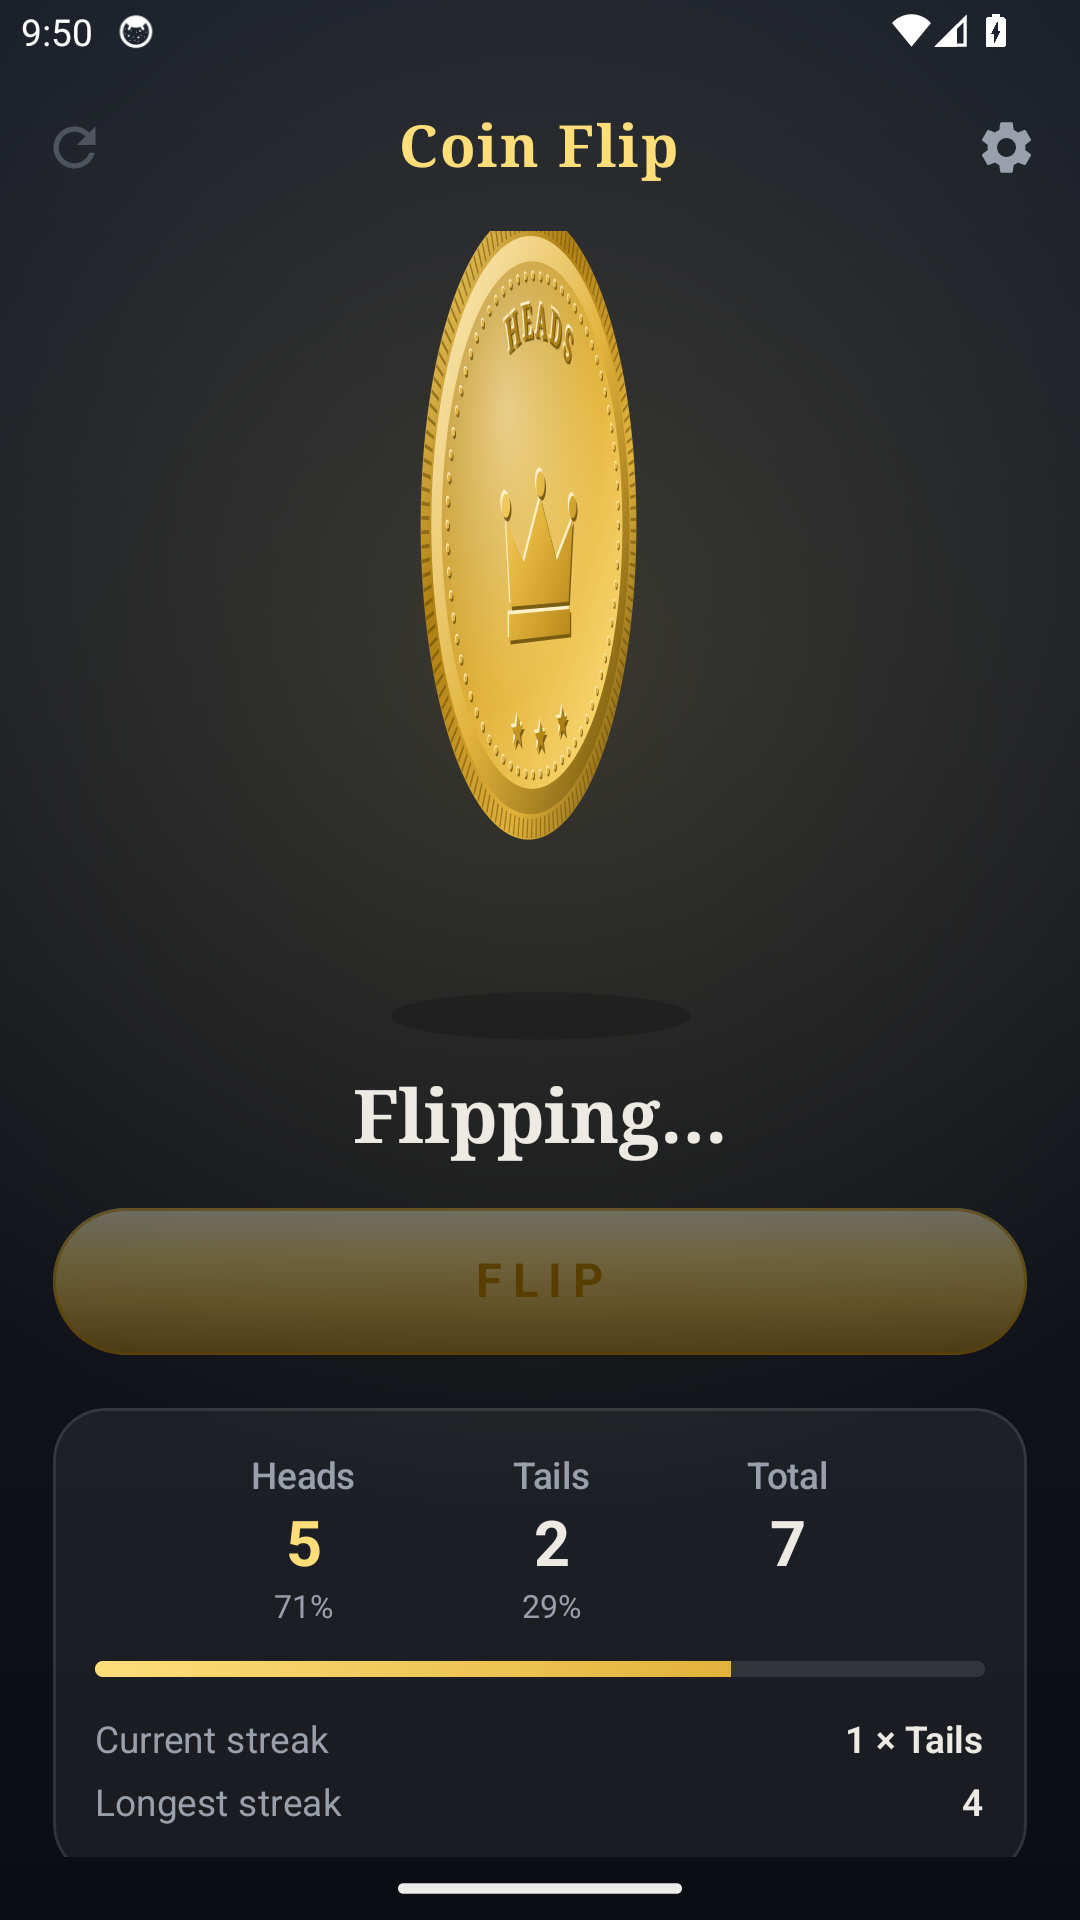 9:50
Coin Flip
HEADS
Flipping...
FLIP
Heads Tails Total
5 2 7
71% 29%
Current streak 1 × Tails
Longest streak 4